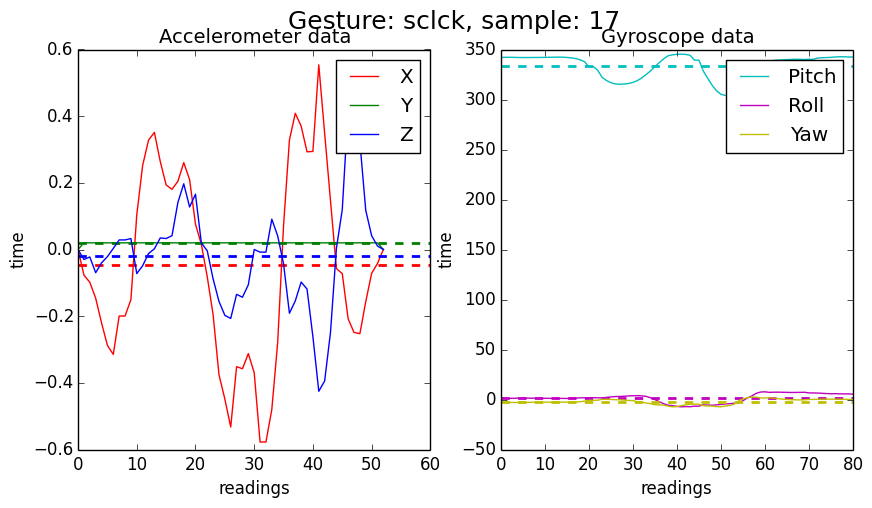 Gesture: sclck, sample: 17
Accelerometer data
0.6
0.4
0.2
0.0
−0.2
−0.4
−0.6
0 10 20 30 40 50 60
time
readings
X
Y
Z
Gyroscope data
350
300
250
200
150
100
50
0
−50
0 10 20 30 40 50 60 70 80
time
readings
Pitch
Roll
Yaw